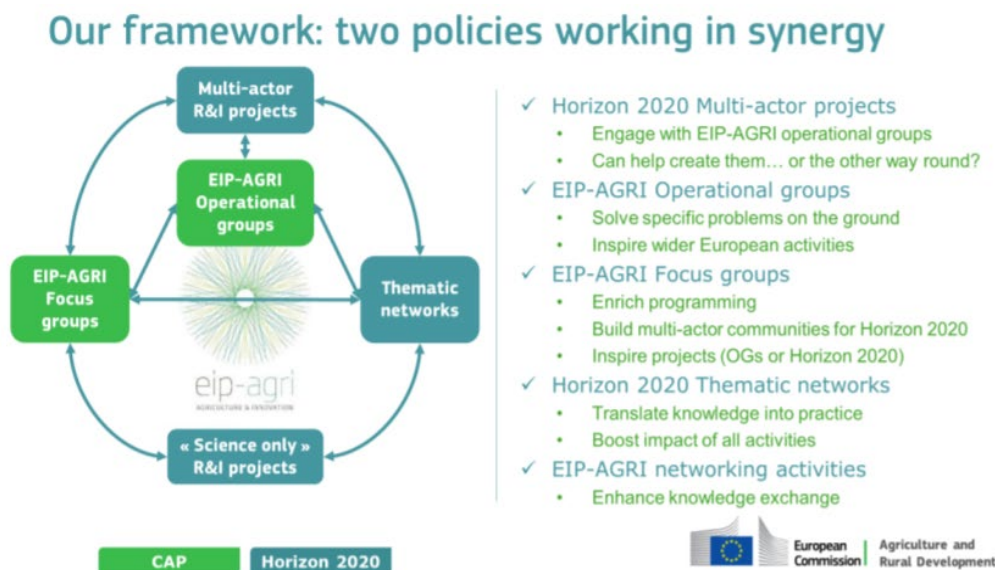 Our framework: two policies working in synergy
Multi-actor
R&I projects
EIP-AGRI
Operational
groups
EIP-AGRI
Focus
groups
Thematic
networks
eip-agri
AGRICULTURE & INNOVATION
« Science only »
R&I projects
CAP
Horizon 2020
✓ Horizon 2020 Multi-actor projects
• Engage with EIP-AGRI operational groups
• Can help create them… or the other way round?
✓ EIP-AGRI Operational groups
• Solve specific problems on the ground
• Inspire wider European activities
✓ EIP-AGRI Focus groups
• Enrich programming
• Build multi-actor communities for Horizon 2020
• Inspire projects (OGs or Horizon 2020)
✓ Horizon 2020 Thematic networks
• Translate knowledge into practice
• Boost impact of all activities
✓ EIP-AGRI networking activities
• Enhance knowledge exchange
European
Commission
Agriculture and
Rural Development